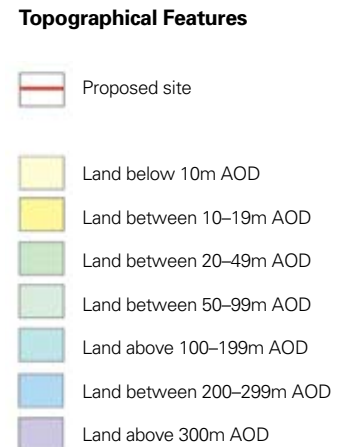 Topographical Features
Proposed site
Land below 10m AOD
Land between 10–19m AOD
Land between 20–49m AOD
Land between 50–99m AOD
Land above 100–199m AOD
Land between 200–299m AOD
Land above 300m AOD